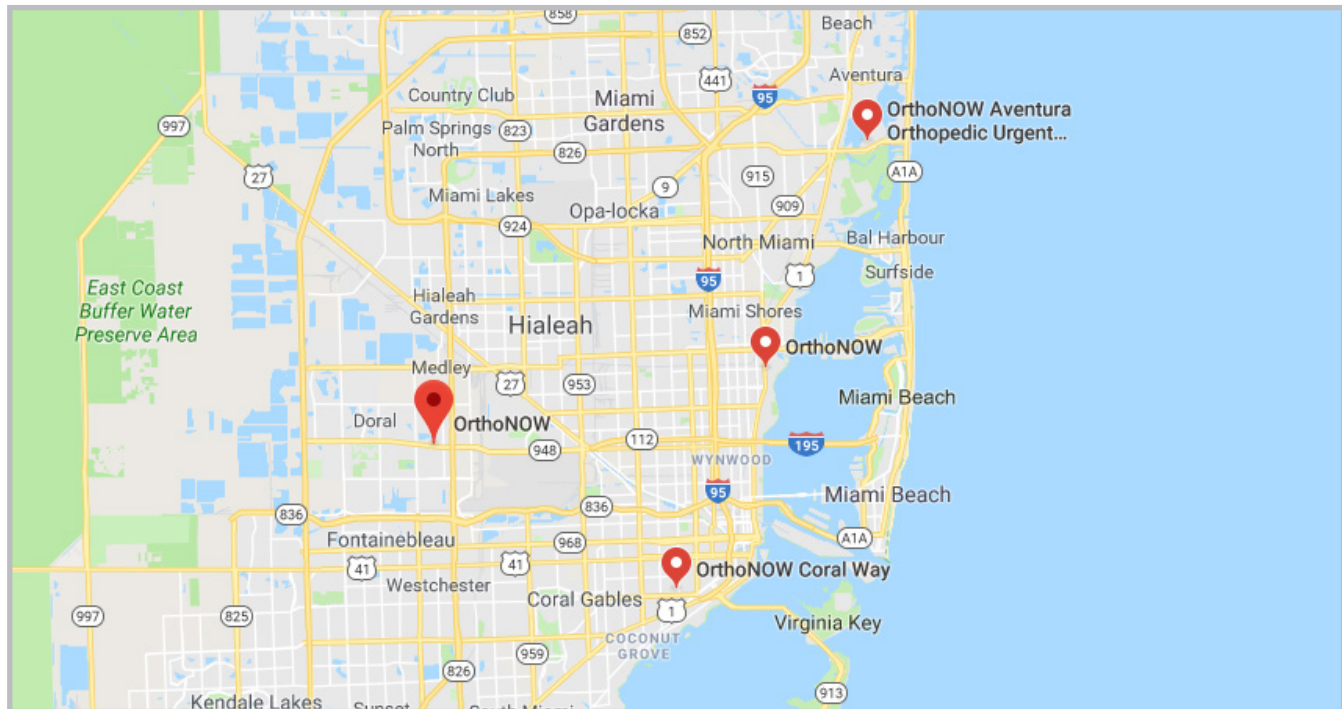 858
852
Beach
441
Aventura
Country Club
Miami
Gardens
95
OrthoNOW Aventura
Orthopedic Urgent...
997
Palm Springs
North
823
826
27
915
A1A
9
Miami Lakes
909
Opa-locka
924
North Miami
Bal Harbour
Surfside
95
1
East Coast
Buffer Water
Preserve Area
Hialeah
Gardens
Hialeah
Miami Shores
OrthoNOW
Medley
27
953
Miami Beach
Doral
OrthoNOW
948
112
195
WYNWOOD
95
Miami Beach
836
836
Fontainebleau
968
A1A
41
41
OrthoNOW Coral Way
Westchester
Coral Gables
1
997
825
Virginia Key
COCONUT
GROVE
959
826
913
Kendale Lakes
Sunset
South Miami